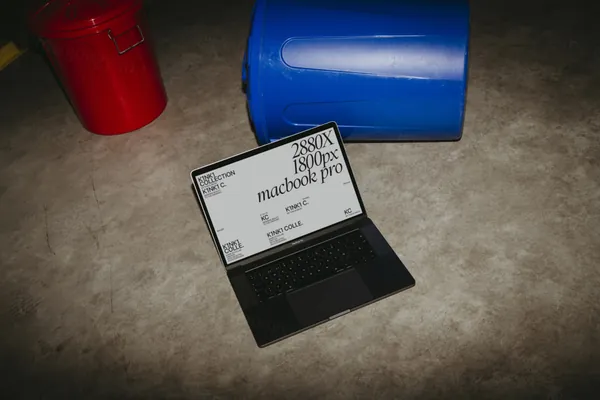 2880X
1800px
macbook pro
K1NK1
COLLECTION
K1NK1 C.
KC
K1NK1 C.
KC
K1NK1 COLLE.
K1NK1
COLLE.